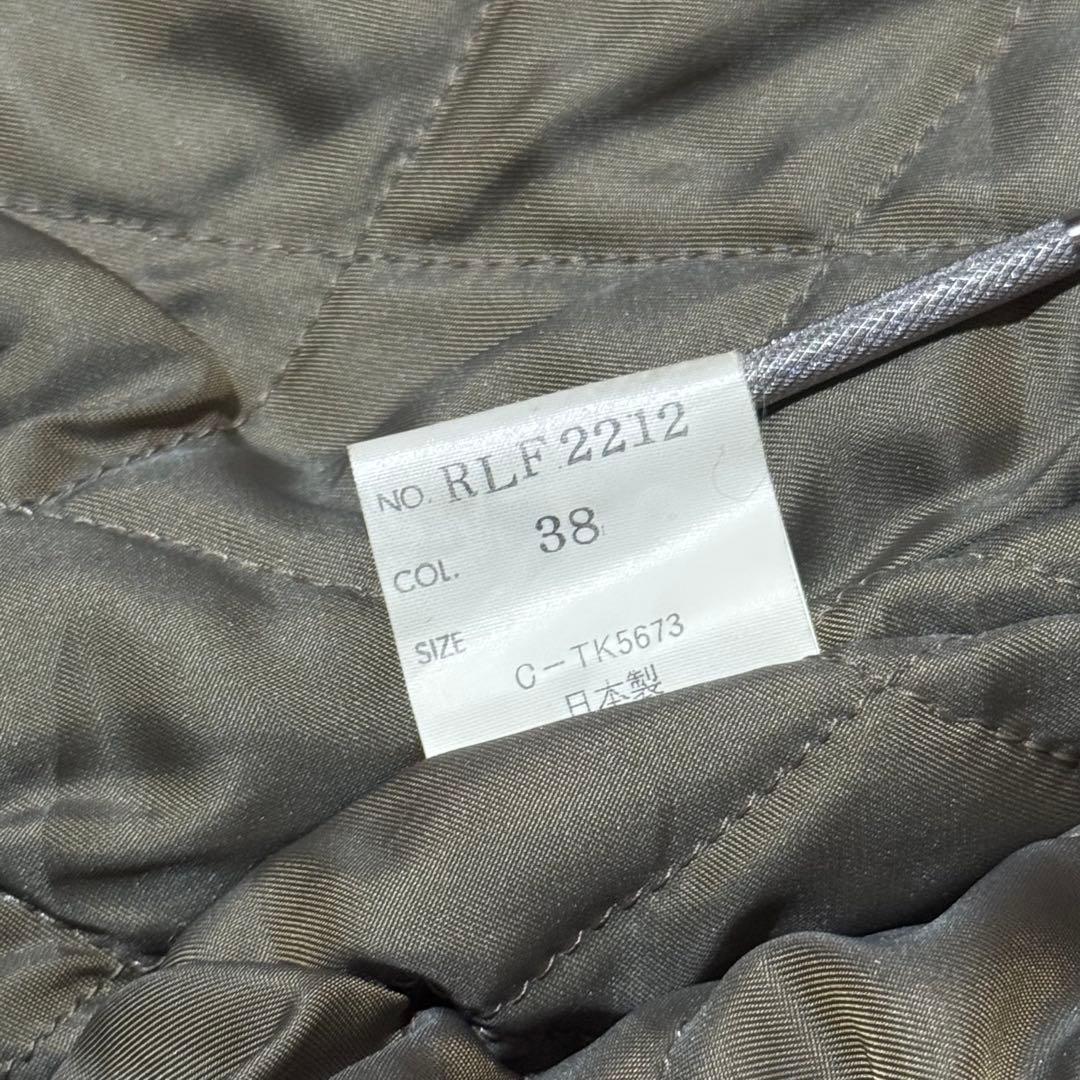 NO. RLF 2212
COL. 38
SIZE
C-TK5673
日本製